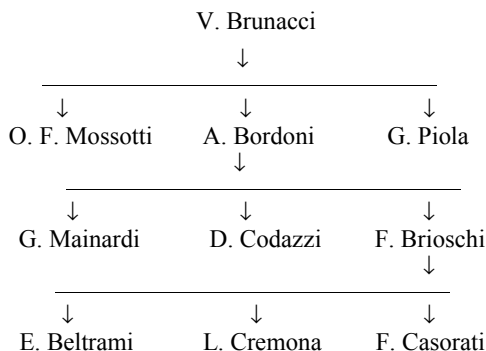 V. Brunacci
↓
↓ ↓ ↓
O. F. Mossotti A. Bordoni G. Piola
↓
↓ ↓ ↓
G. Mainardi D. Codazzi F. Brioschi
↓
↓ ↓ ↓
E. Beltrami L. Cremona F. Casorati